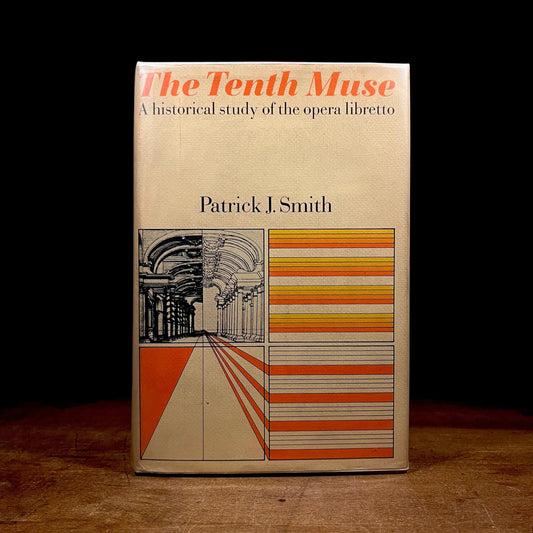 The Tenth Muse
A historical study of the opera libretto
Patrick J. Smith